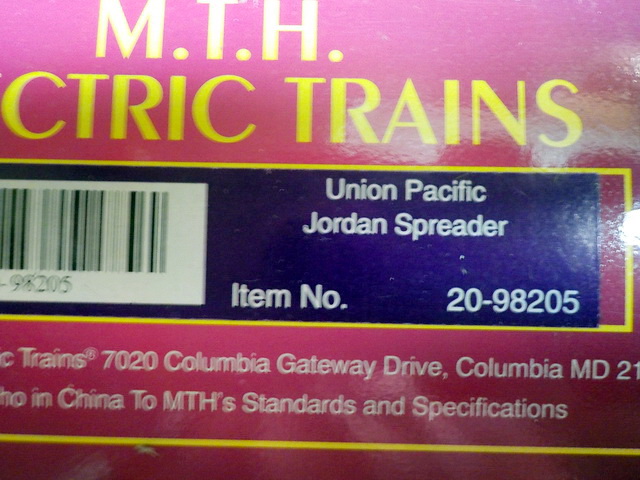 M.T.H.
CTRIC TRAINS
Union Pacific
Jordan Spreader
-98205
Item No. 20-98205
c Trains® 7020 Columbia Gateway Drive, Columbia MD 21
ho in China To MTH's Standards and Specifications